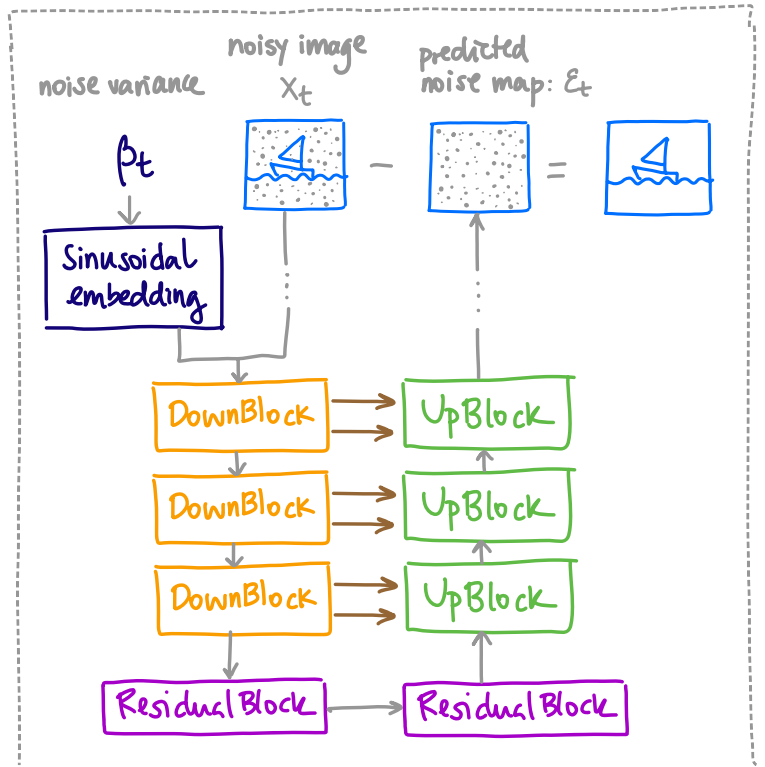 noise variance
noisy image
Xₜ
predicted
noise map: Ɛₜ
βₜ
−
=
Sinusoidal
embedding
DownBlock
UpBlock
DownBlock
UpBlock
DownBlock
UpBlock
ResidualBlock
ResidualBlock